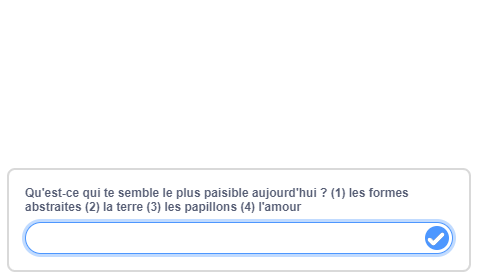 Qu'est-ce qui te semble le plus paisible aujourd'hui ? (1) les formes
abstraites (2) la terre (3) les papillons (4) l'amour